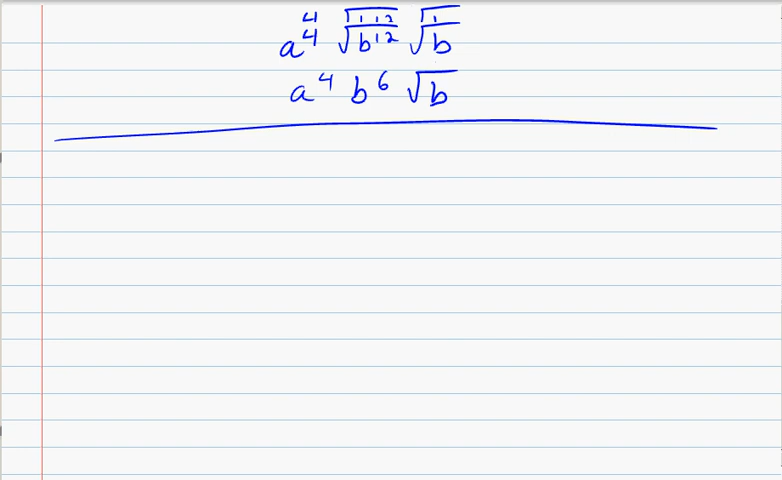 a⁴ √b¹² √b
a⁴ b⁶ √b